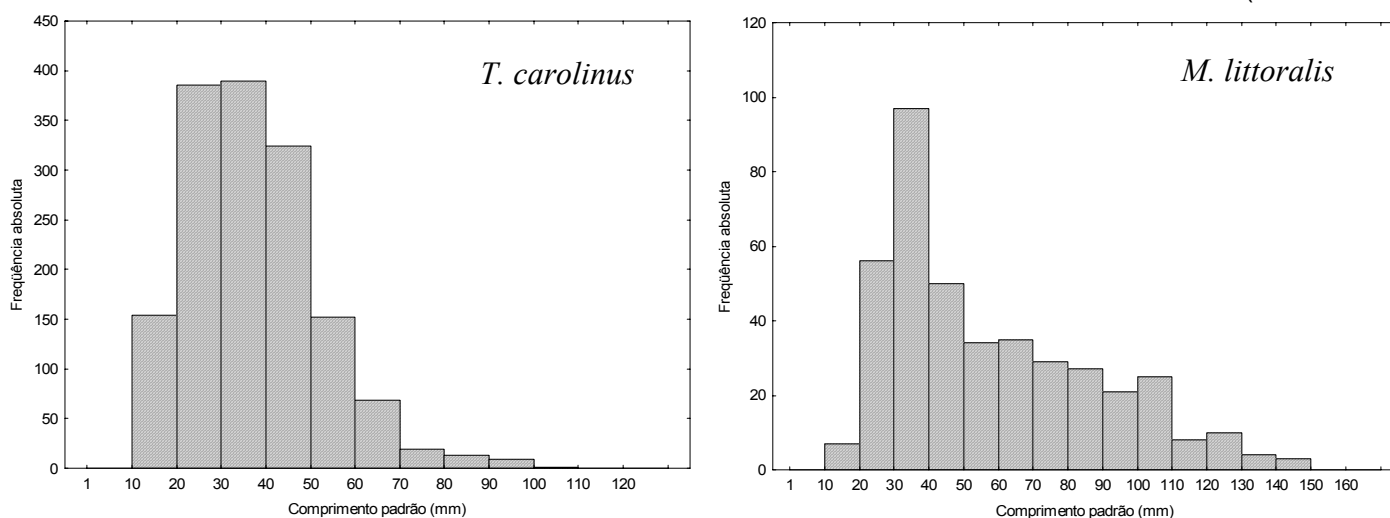 T. carolinus
Freqüência absoluta
450
400
350
300
250
200
150
100
50
0
1 10 20 30 40 50 60 70 80 90 100 110 120
Comprimento padrão (mm)
M. littoralis
Freqüência absoluta
120
100
80
60
40
20
0
1 10 20 30 40 50 60 70 80 90 100 110 120 130 140 150 160
Comprimento padrão (mm)